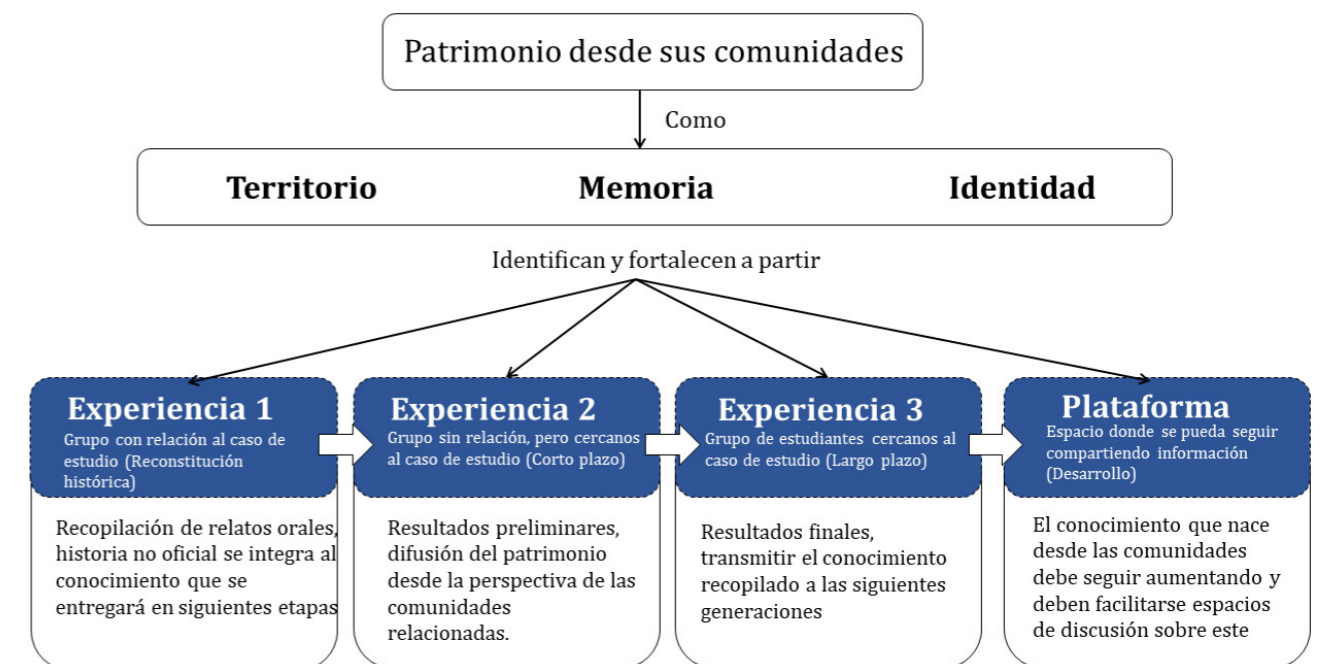 Patrimonio desde sus comunidades
Como
Territorio Memoria Identidad
Identifican y fortalecen a partir
Experiencia 1
Grupo con relación al caso de
estudio (Reconstitución
histórica)
Recopilación de relatos orales,
historia no oficial se integra al
conocimiento que se
entregará en siguientes etapas
Experiencia 2
Grupo sin relación, pero cercanos
al caso de estudio (Corto plazo)
Resultados preliminares,
difusión del patrimonio
desde la perspectiva de las
comunidades
relacionadas.
Experiencia 3
Grupo de estudiantes cercanos al
caso de estudio (Largo plazo)
Resultados finales,
transmitir el conocimiento
recopilado a las siguientes
generaciones
Plataforma
Espacio donde se pueda seguir
compartiendo información
(Desarrollo)
El conocimiento que nace
desde las comunidades
debe seguir aumentando y
deben facilitarse espacios
de discusión sobre este